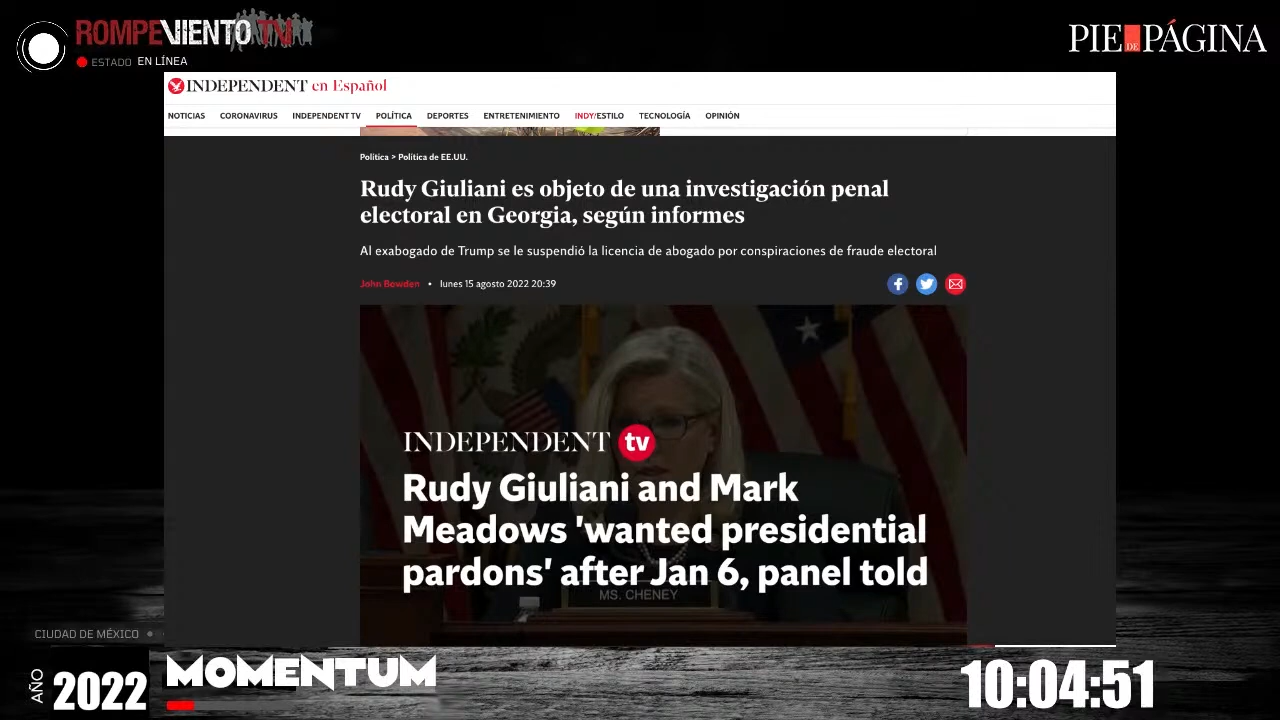 ROMPEVIENTO TV
ESTADO EN LÍNEA
PIE DE PÁGINA
INDEPENDENT en Español
NOTICIAS CORONAVIRUS INDEPENDENT TV POLÍTICA DEPORTES ENTRETENIMIENTO INDY/ESTILO TECNOLOGÍA OPINIÓN
Política > Política de EE.UU.
Rudy Giuliani es objeto de una investigación penal
electoral en Georgia, según informes
Al exabogado de Trump se le suspendió la licencia de abogado por conspiraciones de fraude electoral
John Bowden • lunes 15 agosto 2022 20:39
INDEPENDENT tv
Rudy Giuliani and Mark
Meadows 'wanted presidential
pardons' after Jan 6, panel told
MS. CHENEY
CIUDAD DE MÉXICO
AÑO 2022 MOMENTUM 10:04:51